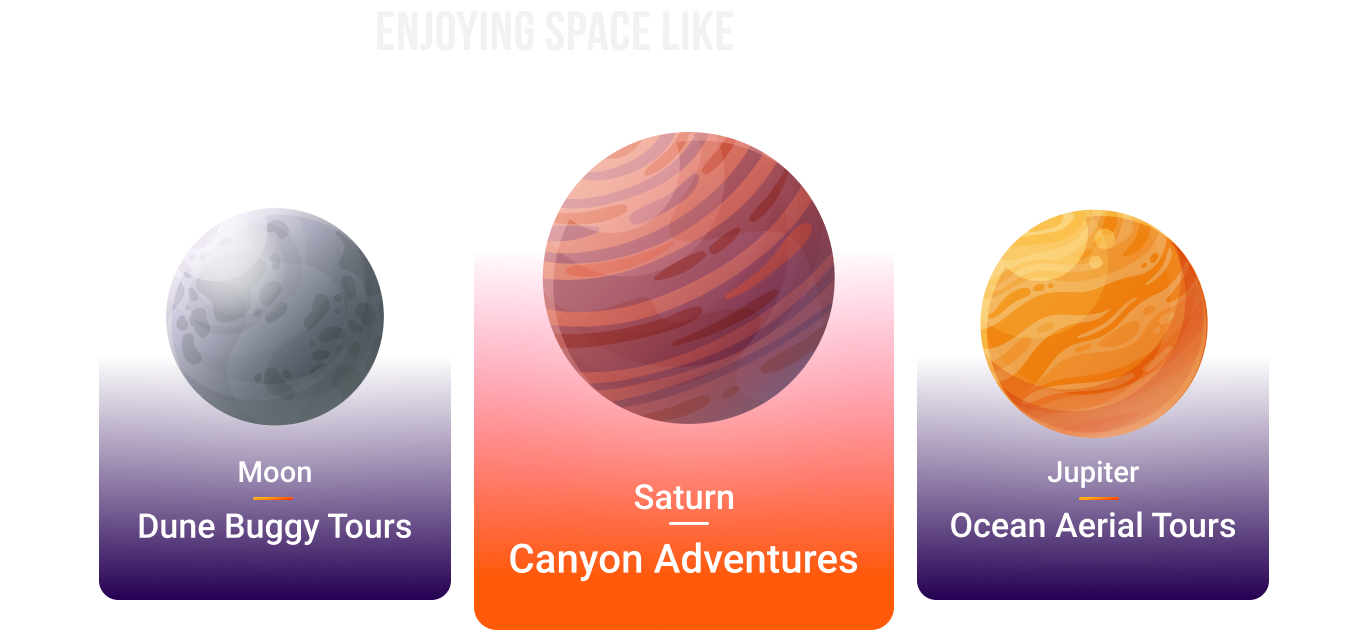 ENJOYING SPACE LIKE
Moon
Dune Buggy Tours
Saturn
Canyon Adventures
Jupiter
Ocean Aerial Tours